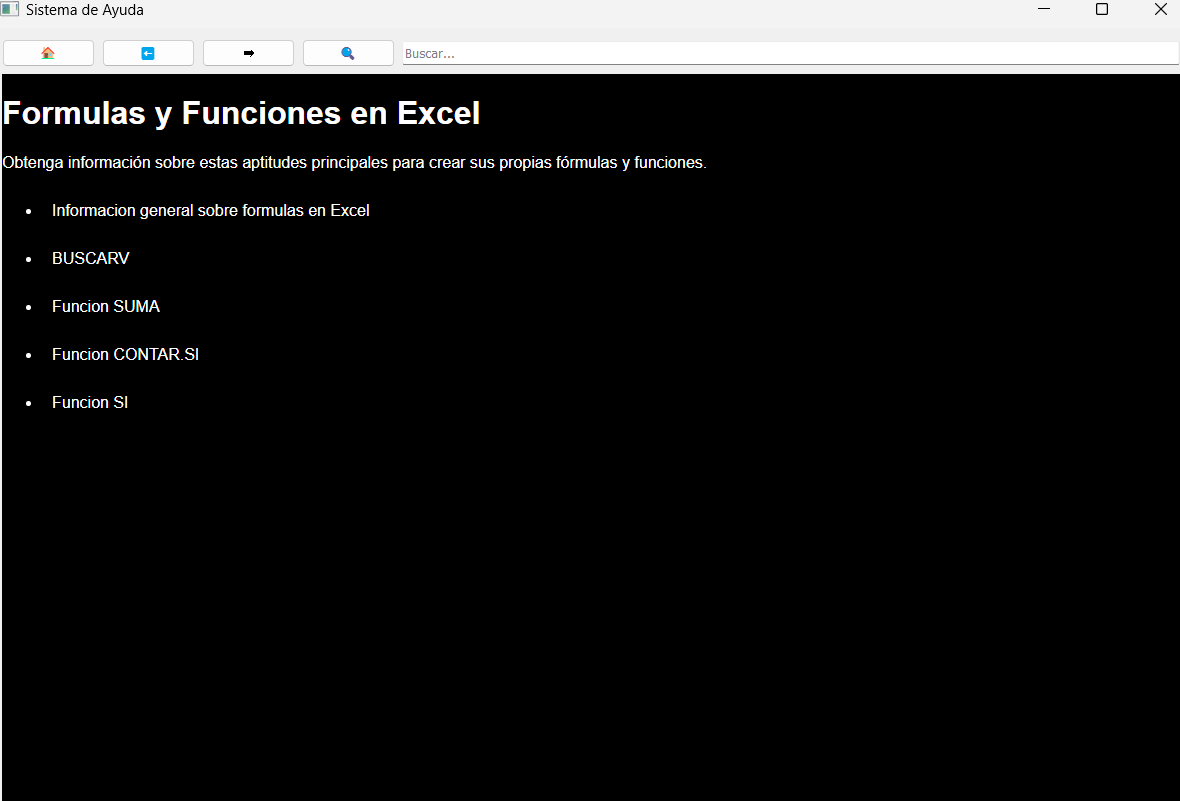 Sistema de Ayuda
Buscar...
Formulas y Funciones en Excel
Obtenga información sobre estas aptitudes principales para crear sus propias fórmulas y funciones.
Informacion general sobre formulas en Excel
BUSCARV
Funcion SUMA
Funcion CONTAR.SI
Funcion SI